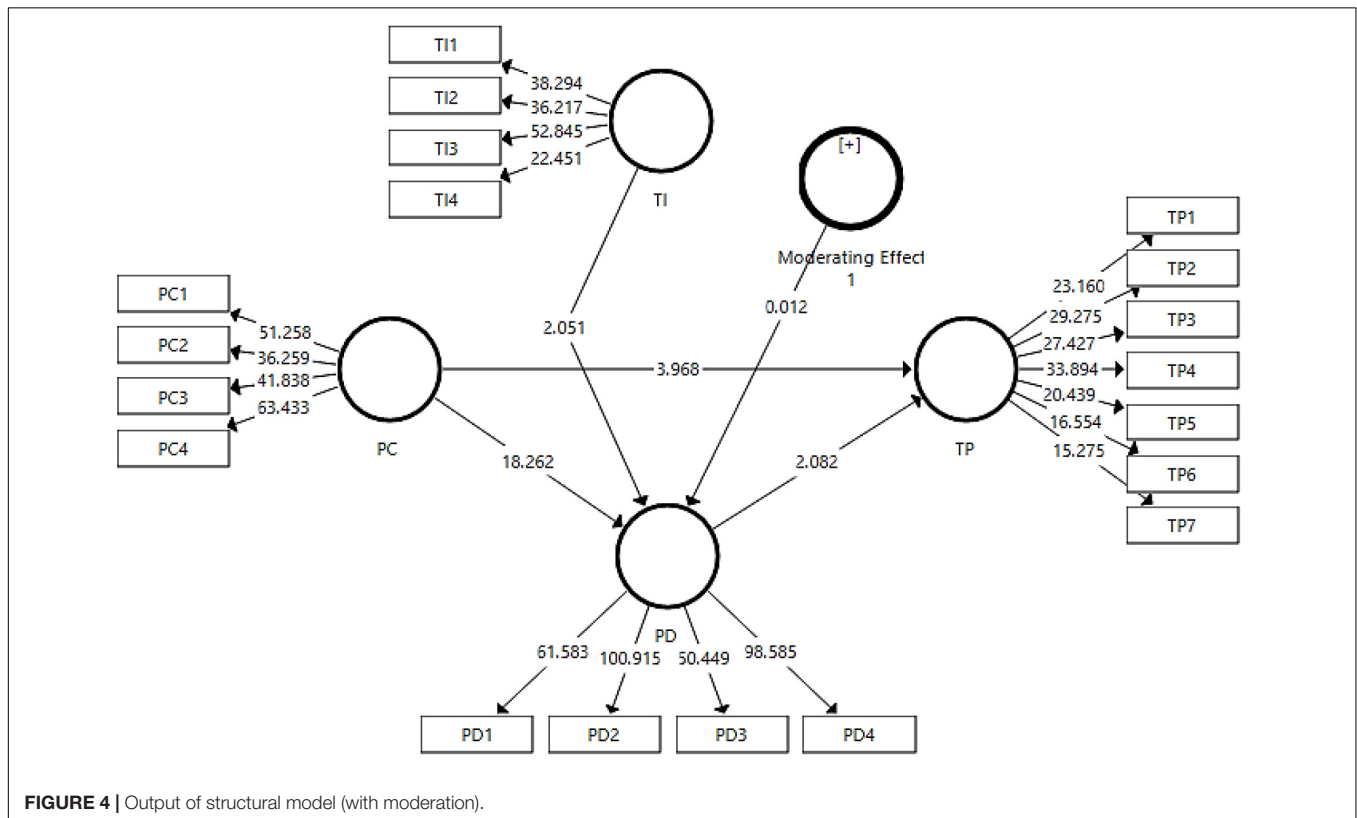 TI1
38.294
TI2
36.217
TI3
52.845
TI4
22.451
TI
[+]
Moderating Effect
1
PC1
51.258
PC2
36.259
PC3
41.838
PC4
63.433
PC
2.051
0.012
3.968
18.262
2.082
TP
TP1
23.160
TP2
29.275
TP3
27.427
TP4
33.894
TP5
20.439
TP6
16.554
TP7
15.275
PD
61.583
100.915
50.449
98.585
PD1
PD2
PD3
PD4
FIGURE 4 | Output of structural model (with moderation).